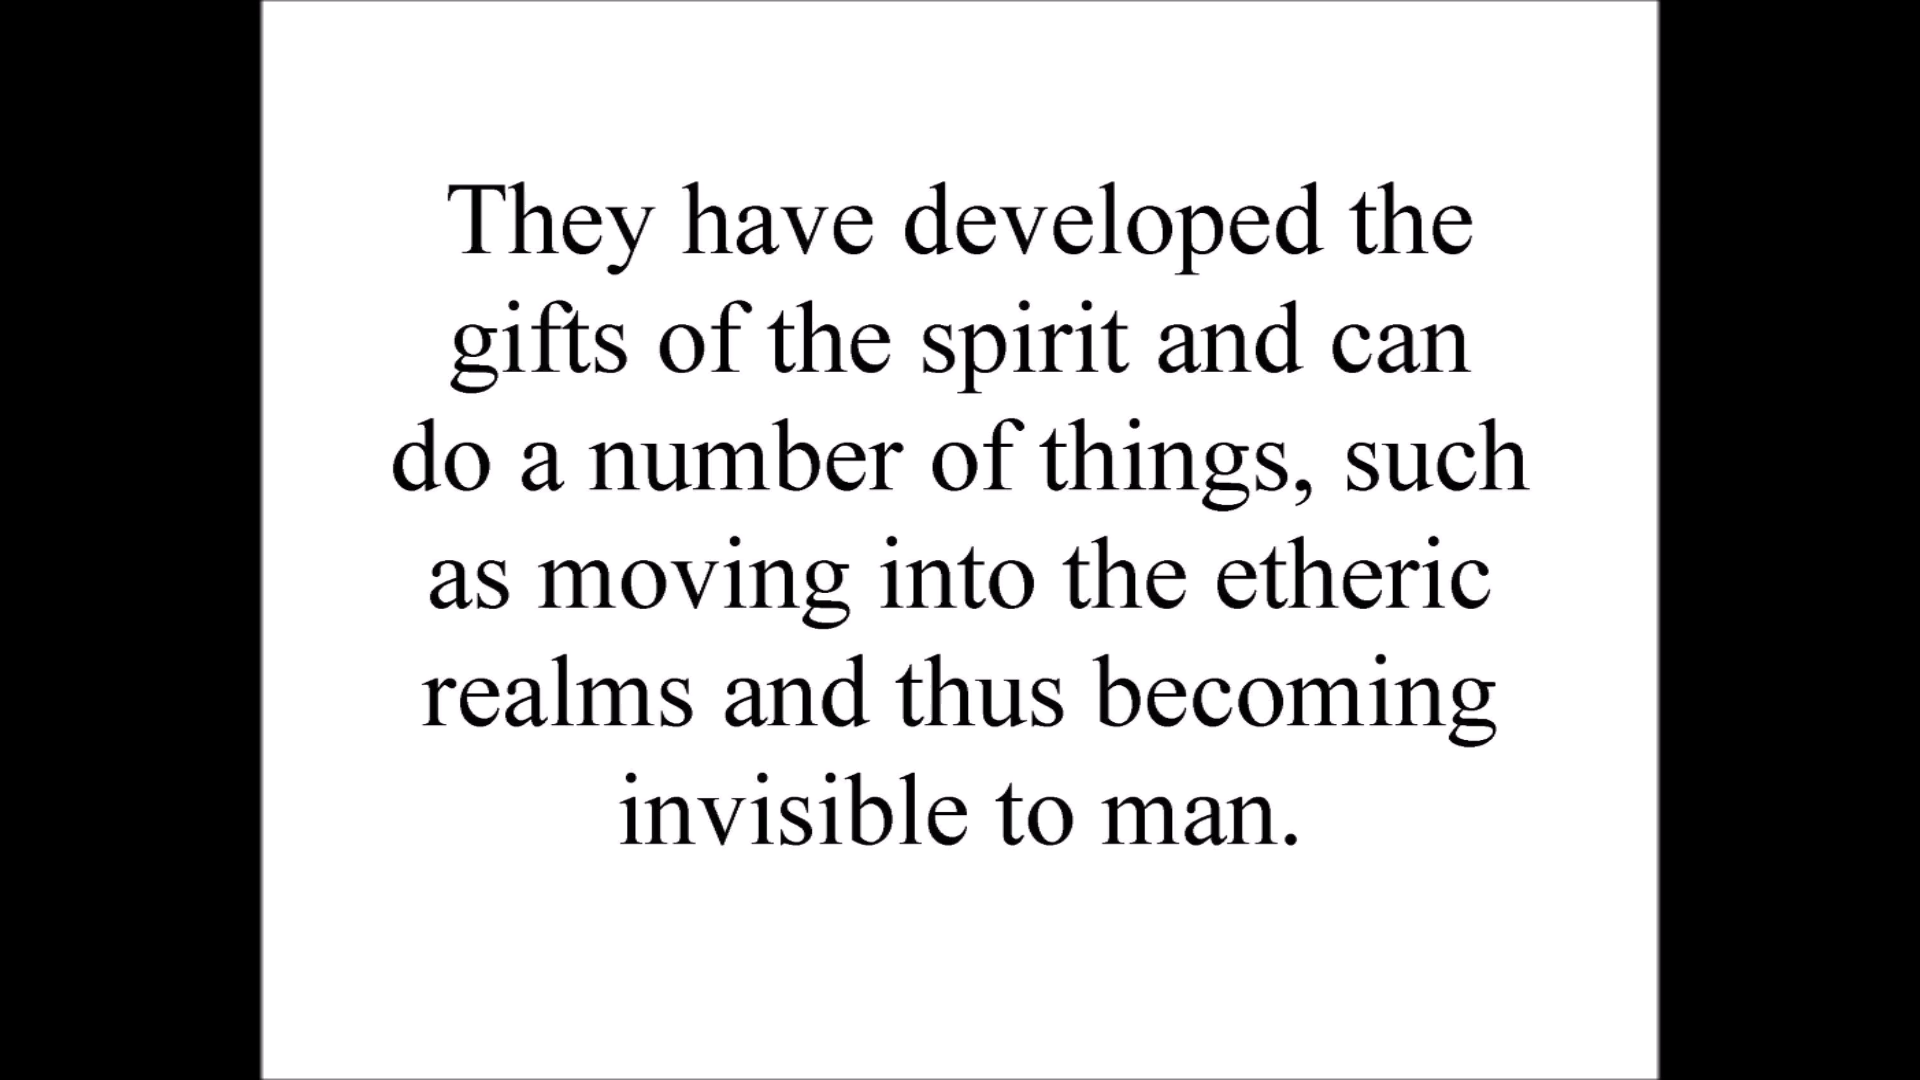 They have developed the
gifts of the spirit and can
do a number of things, such
as moving into the etheric
realms and thus becoming
invisible to man.